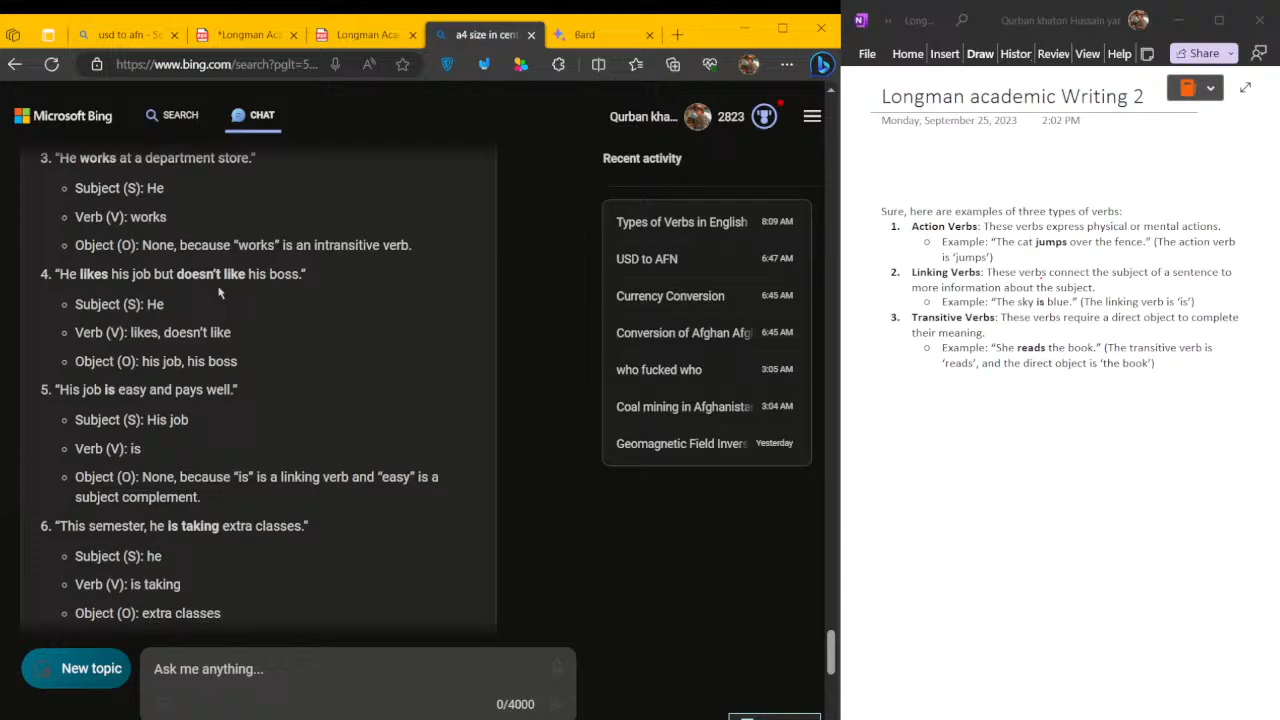 usd to afn - S
*Longman Ac
Longman Aca
a4 size in cent
Bard
https://www.bing.com/search?pglt=5...
Microsoft Bing
SEARCH
CHAT
Qurban kha...
2823
3. "He works at a department store."
Subject (S): He
Verb (V): works
Object (O): None, because "works" is an intransitive verb.
4. "He likes his job but doesn't like his boss."
Subject (S): He
Verb (V): likes, doesn't like
Object (O): his job, his boss
5. "His job is easy and pays well."
Subject (S): His job
Verb (V): is
Object (O): None, because "is" is a linking verb and "easy" is a
subject complement.
6. "This semester, he is taking extra classes."
Subject (S): he
Verb (V): is taking
Object (O): extra classes
New topic
Ask me anything...
0/4000
Recent activity
Types of Verbs in English 8:09 AM
USD to AFN 6:47 AM
Currency Conversion 6:45 AM
Conversion of Afghan Afg 6:45 AM
who fucked who 3:05 AM
Coal mining in Afghanista 3:04 AM
Geomagnetic Field Invers Yesterday
Long...
Qurban khaton Hussain yar
File Home Insert Draw Histor Review View Help
Share
Longman academic Writing 2
Monday, September 25, 2023 2:02 PM
Sure, here are examples of three types of verbs:
1. Action Verbs: These verbs express physical or mental actions.
Example: "The cat jumps over the fence." (The action verb
is 'jumps')
2. Linking Verbs: These verbs connect the subject of a sentence to
more information about the subject.
Example: "The sky is blue." (The linking verb is 'is')
3. Transitive Verbs: These verbs require a direct object to complete
their meaning.
Example: "She reads the book." (The transitive verb is
'reads', and the direct object is 'the book')